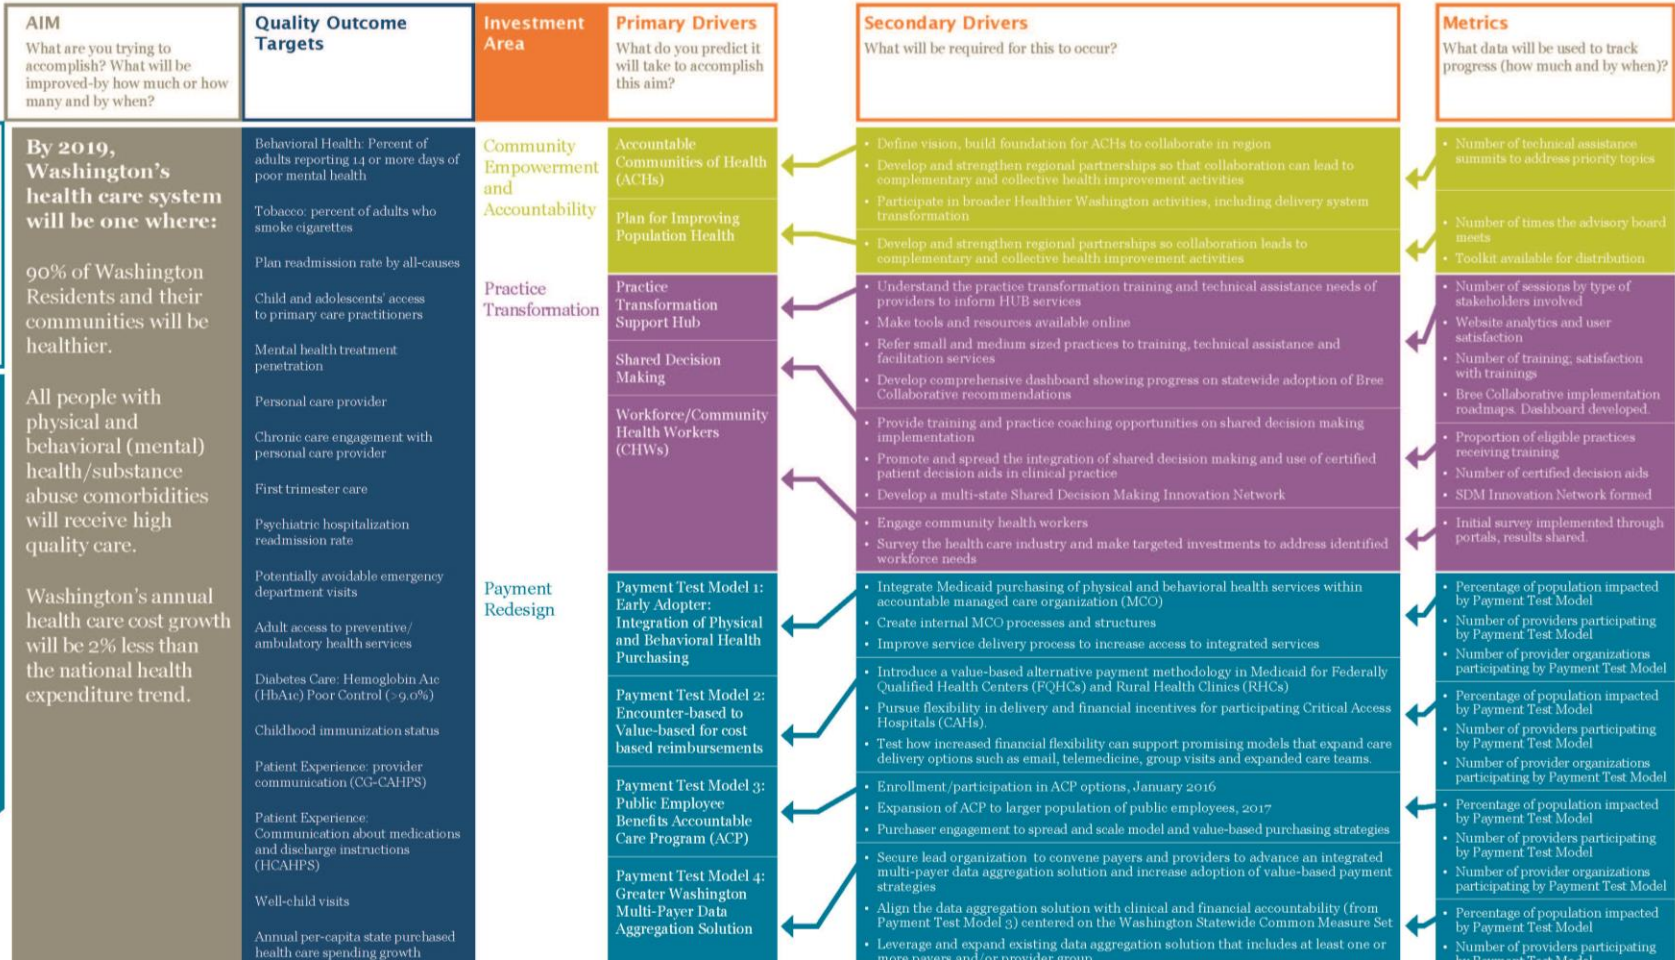 AIM
What are you trying to
accomplish? What will be
improved-by how much or how
many and by when?
Quality Outcome
Targets
Investment
Area
Primary Drivers
What do you predict it
will take to accomplish
this aim?
Secondary Drivers
What will be required for this to occur?
Metrics
What data will be used to track
progress (how much and by when)?
By 2019,
Washington's
health care system
will be one where:
90% of Washington
Residents and their
communities will be
healthier.
All people with
physical and
behavioral (mental)
health/substance
abuse comorbidities
will receive high
quality care.
Washington's annual
health care cost growth
will be 2% less than
the national health
expenditure trend.
Behavioral Health: Percent of
adults reporting 14 or more days of
poor mental health
Tobacco: percent of adults who
smoke cigarettes
Plan readmission rate by all-causes
Child and adolescents' access
to primary care practitioners
Mental health treatment
penetration
Personal care provider
Chronic care engagement with
personal care provider
First trimester care
Psychiatric hospitalization
readmission rate
Potentially avoidable emergency
department visits
Adult access to preventive/
ambulatory health services
Diabetes Care: Hemoglobin A1c
(HbA1c) Poor Control (>9.0%)
Childhood immunization status
Patient Experience: provider
communication (CG-CAHPS)
Patient Experience:
Communication about medications
and discharge instructions
(HCAHPS)
Well-child visits
Annual per-capita state purchased
health care spending growth
Community
Empowerment
and
Accountability
Practice
Transformation
Payment
Redesign
Accountable
Communities of Health
(ACHs)
Plan for Improving
Population Health
Practice
Transformation
Support Hub
Shared Decision
Making
Workforce/Community
Health Workers
(CHWs)
Payment Test Model 1:
Early Adopter:
Integration of Physical
and Behavioral Health
Purchasing
Payment Test Model 2:
Encounter-based to
Value-based for cost
based reimbursements
Payment Test Model 3:
Public Employee
Benefits Accountable
Care Program (ACP)
Payment Test Model 4:
Greater Washington
Multi-Payer Data
Aggregation Solution
• Define vision, build foundation for ACHs to collaborate in region
• Develop and strengthen regional partnerships so that collaboration can lead to
complementary and collective health improvement activities
• Participate in broader Healthier Washington activities, including delivery system
transformation
• Develop and strengthen regional partnerships so collaboration leads to
complementary and collective health improvement activities
• Understand the practice transformation training and technical assistance needs of
providers to inform HUB services
• Make tools and resources available online
• Refer small and medium sized practices to training, technical assistance and
facilitation services
• Develop comprehensive dashboard showing progress on statewide adoption of Bree
Collaborative recommendations
• Provide training and practice coaching opportunities on shared decision making
implementation
• Promote and spread the integration of shared decision making and use of certified
patient decision aids in clinical practice
• Develop a multi-state Shared Decision Making Innovation Network
• Engage community health workers
• Survey the health care industry and make targeted investments to address identified
workforce needs
• Integrate Medicaid purchasing of physical and behavioral health services within
accountable managed care organization (MCO)
• Create internal MCO processes and structures
• Improve service delivery process to increase access to integrated services
• Introduce a value-based alternative payment methodology in Medicaid for Federally
Qualified Health Centers (FQHCs) and Rural Health Clinics (RHCs)
• Pursue flexibility in delivery and financial incentives for participating Critical Access
Hospitals (CAHs).
• Test how increased financial flexibility can support promising models that expand care
delivery options such as email, telemedicine, group visits and expanded care teams.
• Enrollment/participation in ACP options, January 2016
• Expansion of ACP to larger population of public employees, 2017
• Purchaser engagement to spread and scale model and value-based purchasing strategies
• Secure lead organization to convene payers and providers to advance an integrated
multi-payer data aggregation solution and increase adoption of value-based payment
strategies
• Align the data aggregation solution with clinical and financial accountability (from
Payment Test Model 3) centered on the Washington Statewide Common Measure Set
• Leverage and expand existing data aggregation solution that includes at least one or
more payers and/or provider group
• Number of technical assistance
summits to address priority topics
• Number of times the advisory board
meets
• Toolkit available for distribution
• Number of sessions by type of
stakeholders involved
• Website analytics and user
satisfaction
• Number of training; satisfaction
with trainings
• Bree Collaborative implementation
roadmaps. Dashboard developed.
• Proportion of eligible practices
receiving training
• Number of certified decision aids
• SDM Innovation Network formed
• Initial survey implemented through
portals, results shared.
• Percentage of population impacted
by Payment Test Model
• Number of providers participating
by Payment Test Model
• Number of provider organizations
participating by Payment Test Model
• Percentage of population impacted
by Payment Test Model
• Number of providers participating
by Payment Test Model
• Number of provider organizations
participating by Payment Test Model
• Percentage of population impacted
by Payment Test Model
• Number of providers participating
by Payment Test Model
• Number of provider organizations
participating by Payment Test Model
• Percentage of population impacted
by Payment Test Model
• Number of providers participating
by Payment Test Model